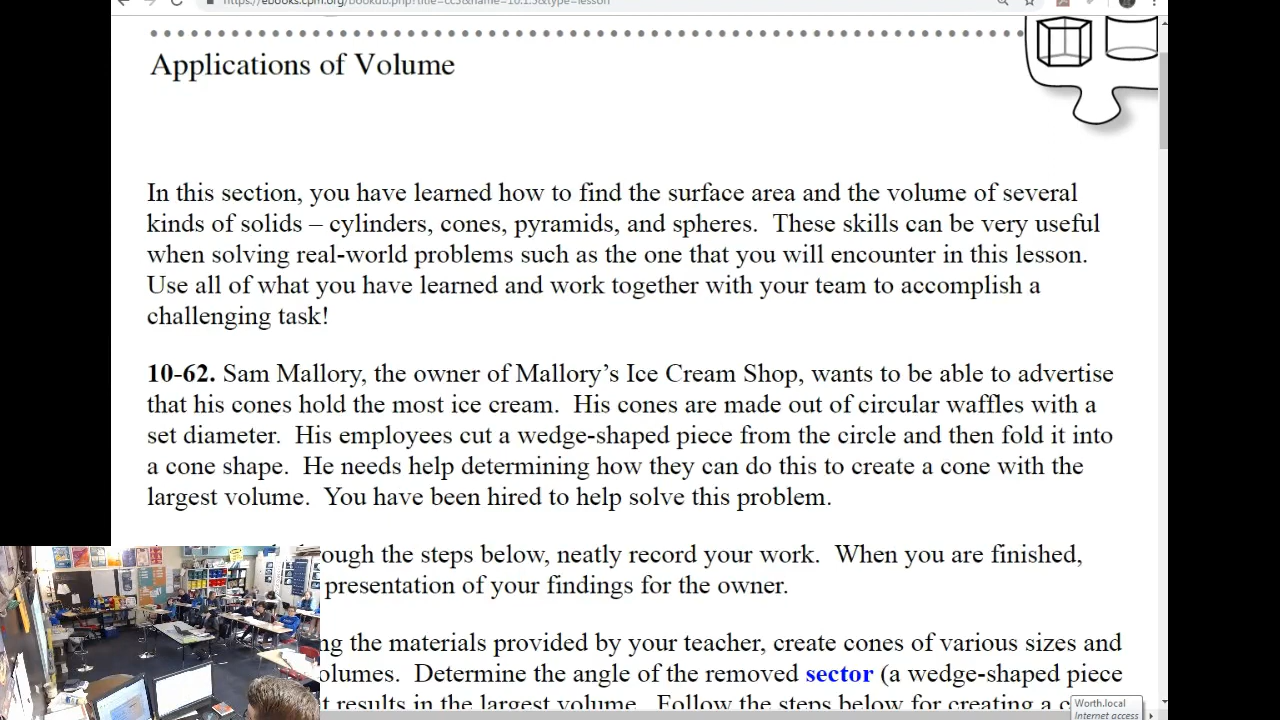 Applications of Volume
In this section, you have learned how to find the surface area and the volume of several
kinds of solids – cylinders, cones, pyramids, and spheres.  These skills can be very useful
when solving real-world problems such as the one that you will encounter in this lesson.
Use all of what you have learned and work together with your team to accomplish a
challenging task!
10-62. Sam Mallory, the owner of Mallory’s Ice Cream Shop, wants to be able to advertise
that his cones hold the most ice cream.  His cones are made out of circular waffles with a
set diameter.  His employees cut a wedge-shaped piece from the circle and then fold it into
a cone shape.  He needs help determining how they can do this to create a cone with the
largest volume.  You have been hired to help solve this problem.
the steps below, neatly record your work.  When you are finished,
presentation of your findings for the owner.
the materials provided by your teacher, create cones of various sizes and
Determine the angle of the removed sector (a wedge-shaped piece
results in the largest volume.  Follow the steps below for creating a
Worth.local
Internet access